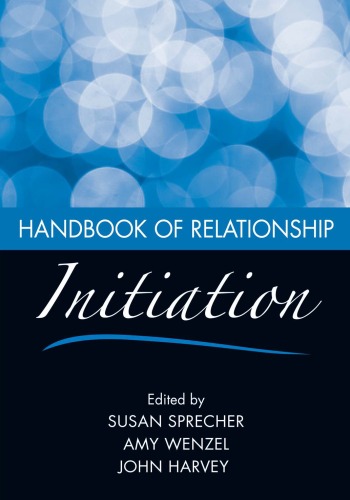 HANDBOOK OF RELATIONSHIP
Initiation
Edited by
SUSAN SPRECHER
AMY WENZEL
JOHN HARVEY